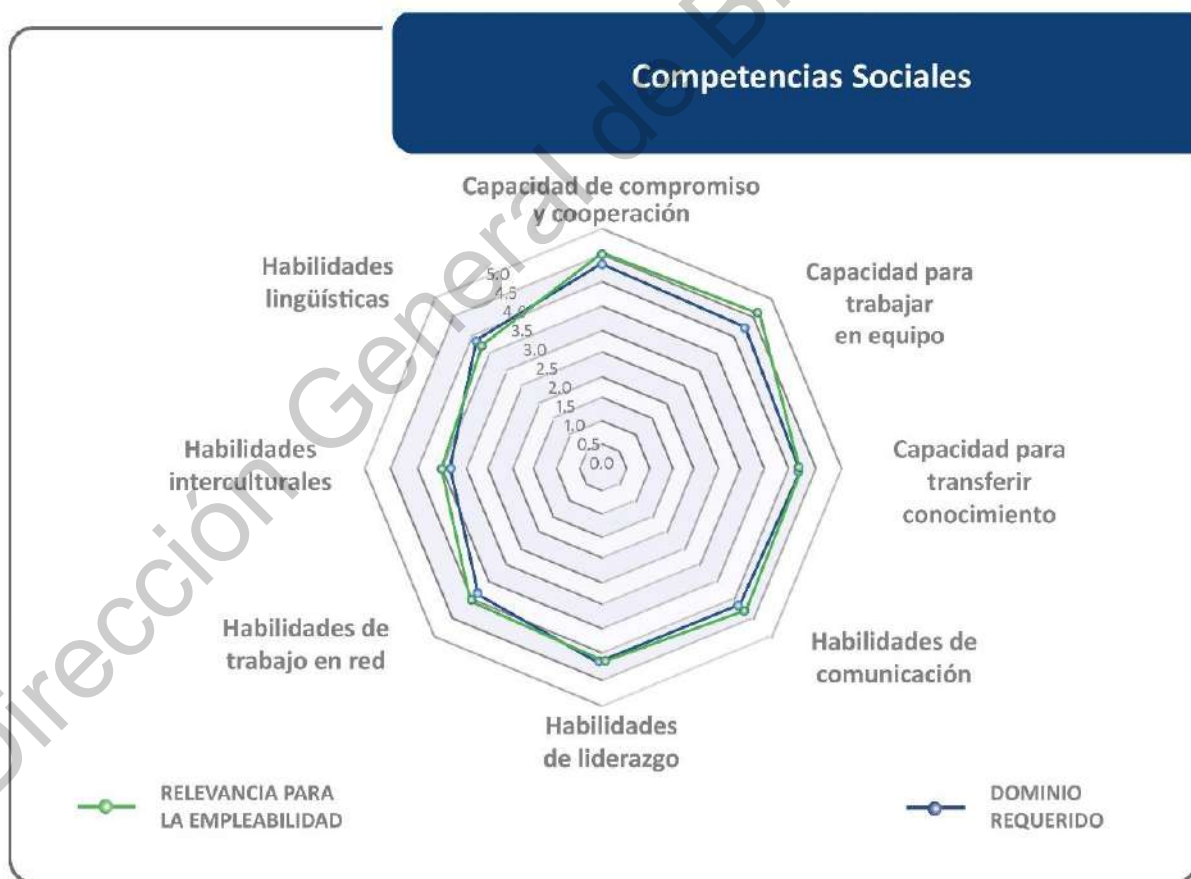 Competencias Sociales
Capacidad de compromiso
y cooperación
Habilidades
lingüísticas
Capacidad para
trabajar
en equipo
5.0
4.5
4.0
3.5
3.0
2.5
2.0
1.5
1.0
0.5
0.0
Habilidades
interculturales
Capacidad para
transferir
conocimiento
Habilidades de
trabajo en red
Habilidades de
comunicación
Habilidades
de liderazgo
RELEVANCIA PARA
LA EMPLEABILIDAD
DOMINIO
REQUERIDO
Dirección General de